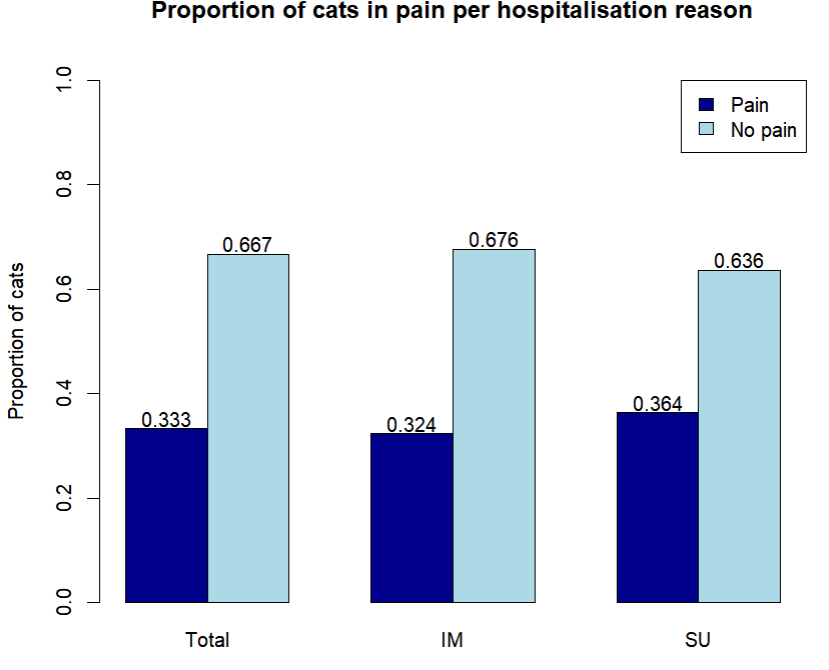 Proportion of cats in pain per hospitalisation reason
Proportion of cats
1.0
0.8
0.6
0.4
0.2
0.0
Pain
No pain
0.333
0.667
0.324
0.676
0.364
0.636
Total
IM
SU